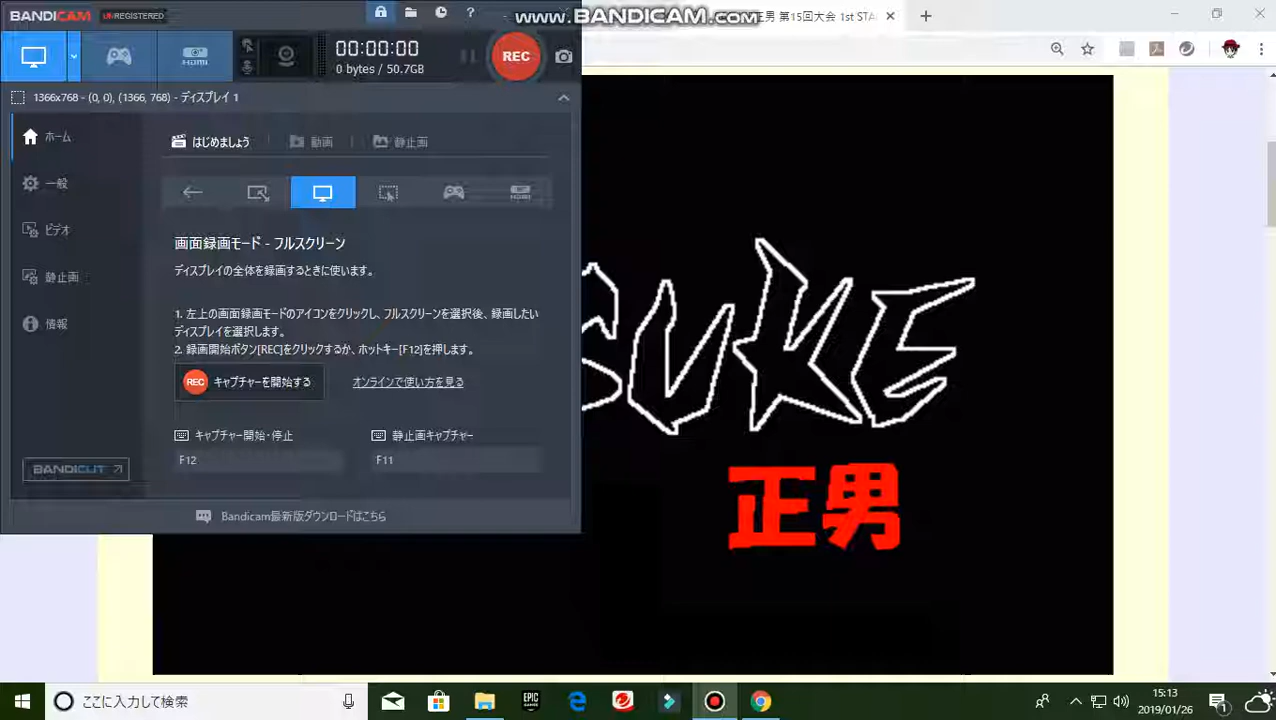 BANDICAM UNREGISTERED
www.BANDICAM.com
正男 第15回大会 1st STA
HDMI
00:00:00
0 bytes / 50.7GB
REC
1366x768 - (0, 0), (1366, 768) - ディスプレイ 1
ホーム
一般
ビデオ
静止画
情報
はじめましょう
動画
静止画
HDMI
画面録画モード - フルスクリーン
ディスプレイの全体を録画するときに使います。
1. 左上の画面録画モードのアイコンをクリックし、フルスクリーンを選択後、録画したい
ディスプレイを選択します。
2. 録画開始ボタン[REC]をクリックするか、ホットキー[F12]を押します。
REC キャプチャーを開始する
オンラインで使い方を見る
キャプチャー開始・停止
静止画キャプチャー
F12
F11
BANDICUT
Bandicam最新版ダウンロードはこちら
SUKE
正男
ここに入力して検索
EPIC GAMES
15:13
2019/01/26
1